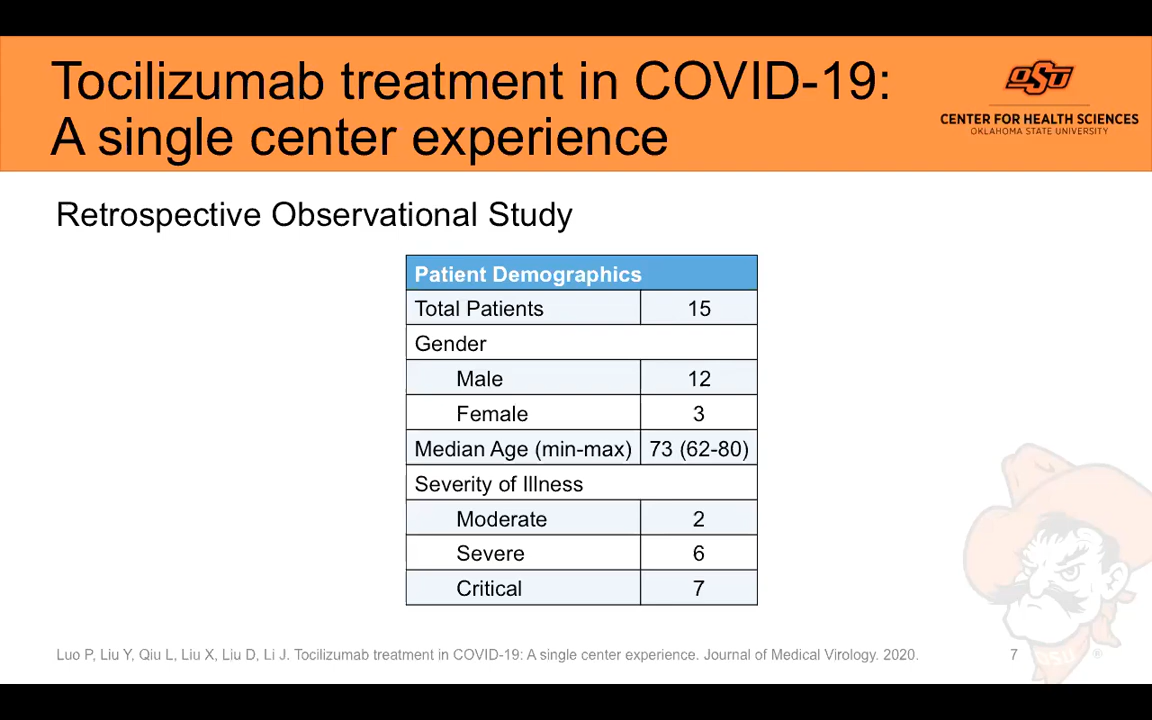 Tocilizumab treatment in COVID-19:
A single center experience
OSU
CENTER FOR HEALTH SCIENCES
OKLAHOMA STATE UNIVERSITY
Retrospective Observational Study
Patient Demographics
Total Patients 15
Gender
Male 12
Female 3
Median Age (min-max) 73 (62-80)
Severity of Illness
Moderate 2
Severe 6
Critical 7
Luo P, Liu Y, Qiu L, Liu X, Liu D, Li J. Tocilizumab treatment in COVID-19: A single center experience. Journal of Medical Virology. 2020.
7
OSU
®